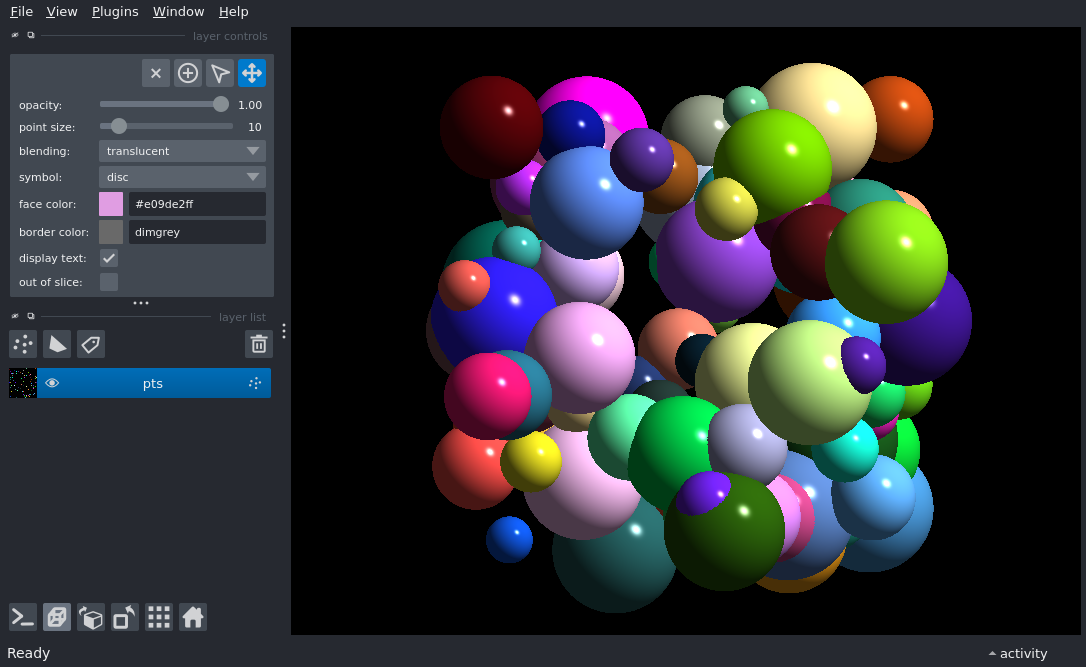 File View Plugins Window Help
layer controls
opacity: 1.00
point size: 10
blending: translucent
symbol: disc
face color: #e09de2ff
border color: dimgrey
display text:
out of slice:
layer list
pts
Ready
activity